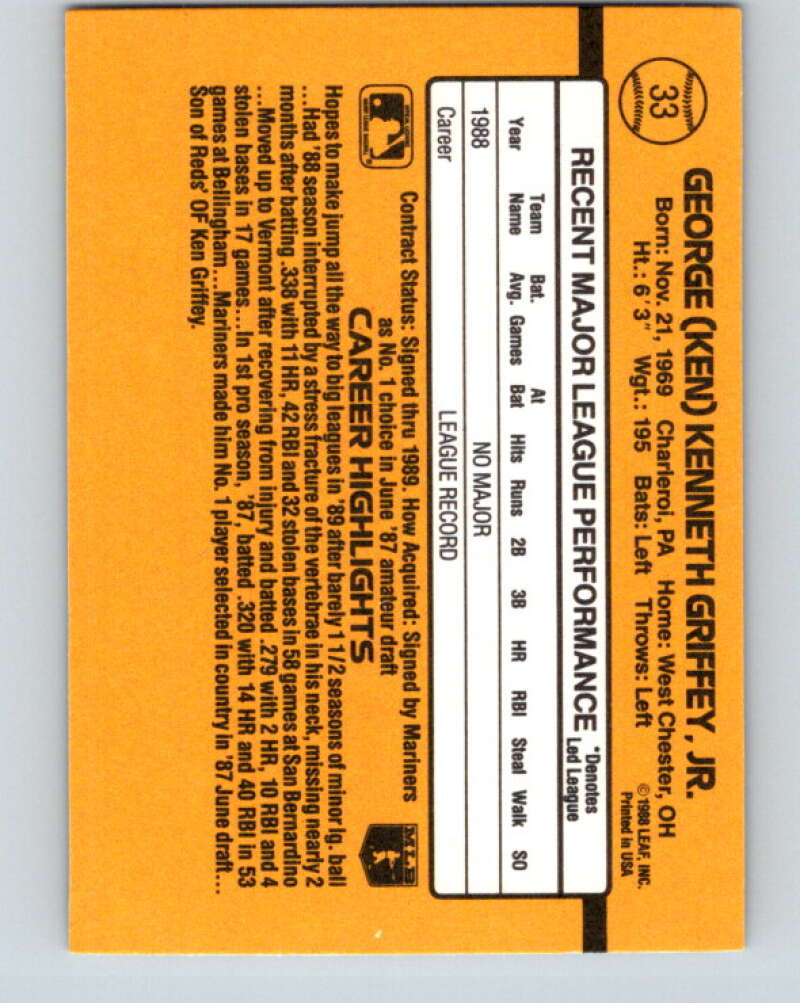 33
GEORGE (KEN) KENNETH GRIFFEY, JR.
Born: Nov. 21, 1969 Charleroi, PA Home: West Chester, OH
Ht.: 6'3" Wgt.: 195 Bats: Left Throws: Left
©1988 LEAF, INC.
Printed in USA
RECENT MAJOR LEAGUE PERFORMANCE *Denotes
Led League
Team Bat. At
Year Name Avg. Games Bat Hits Runs 2B 3B HR RBI Steal Walk SO
1988 NO MAJOR
Career LEAGUE RECORD
Contract Status: Signed thru 1989. How Acquired: Signed by Mariners
as No. 1 choice in June '87 amateur draft
CAREER HIGHLIGHTS
MLB
Hopes to make jump all the way to big leagues in '89 after barely 1 1/2 seasons of minor lg. ball
...Had '88 season interrupted by a stress fracture of the vertebrae in his neck, missing nearly 2
months after batting .338 with 11 HR, 42 RBI and 32 stolen bases in 58 games at San Bernardino
...Moved up to Vermont after recovering from injury and batted .279 with 2 HR, 10 RBI and 4
stolen bases in 17 games...In 1st pro season, '87, batted .320 with 14 HR and 40 RBI in 53
games at Bellingham...Mariners made him No. 1 player selected in country in '87 June draft...
Son of Reds' OF Ken Griffey.